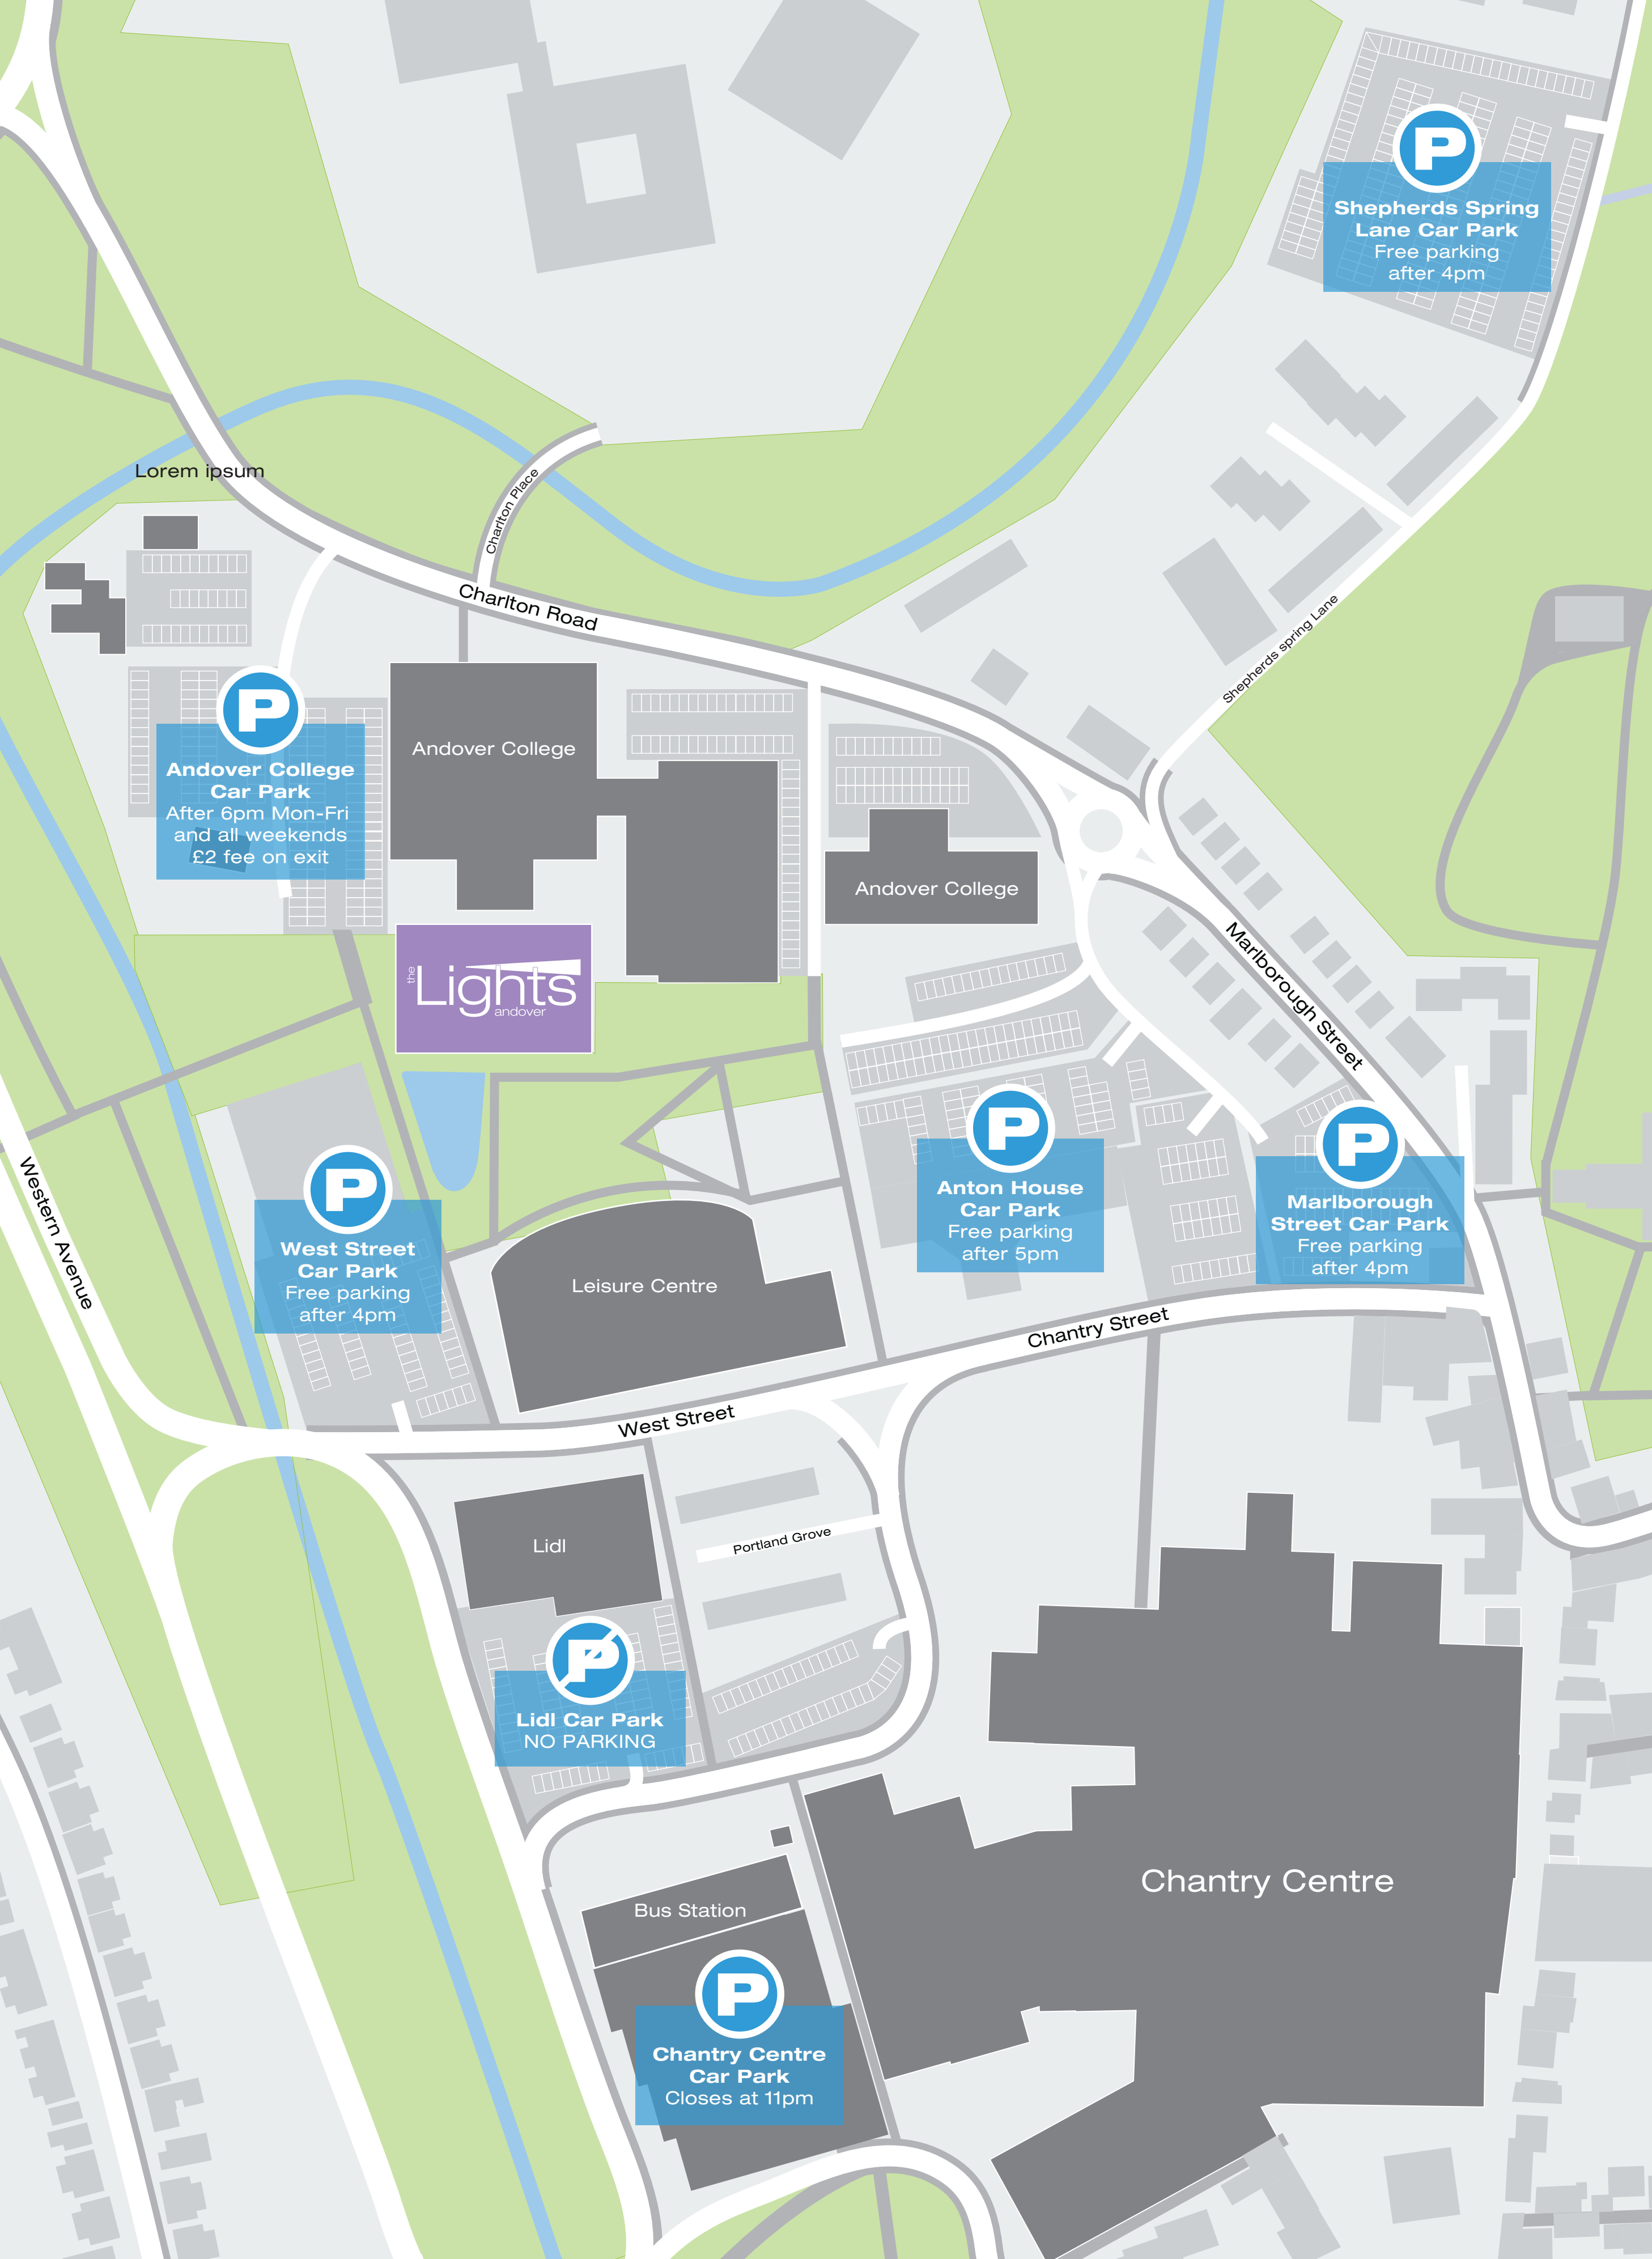 P
Shepherds Spring
Lane Car Park
Free parking
after 4pm
Lorem ipsum
Charlton Place
Charlton Road
Shepherds spring Lane
P
Andover College
Car Park
After 6pm Mon-Fri
and all weekends
£2 fee on exit
Andover College
Andover College
the
Lights
andover
Marlborough Street
Western Avenue
P
West Street
Car Park
Free parking
after 4pm
P
Anton House
Car Park
Free parking
after 5pm
P
Marlborough
Street Car Park
Free parking
after 4pm
Leisure Centre
Chantry Street
West Street
Lidl
Portland Grove
P
Lidl Car Park
NO PARKING
Chantry Centre
Bus Station
P
Chantry Centre
Car Park
Closes at 11pm